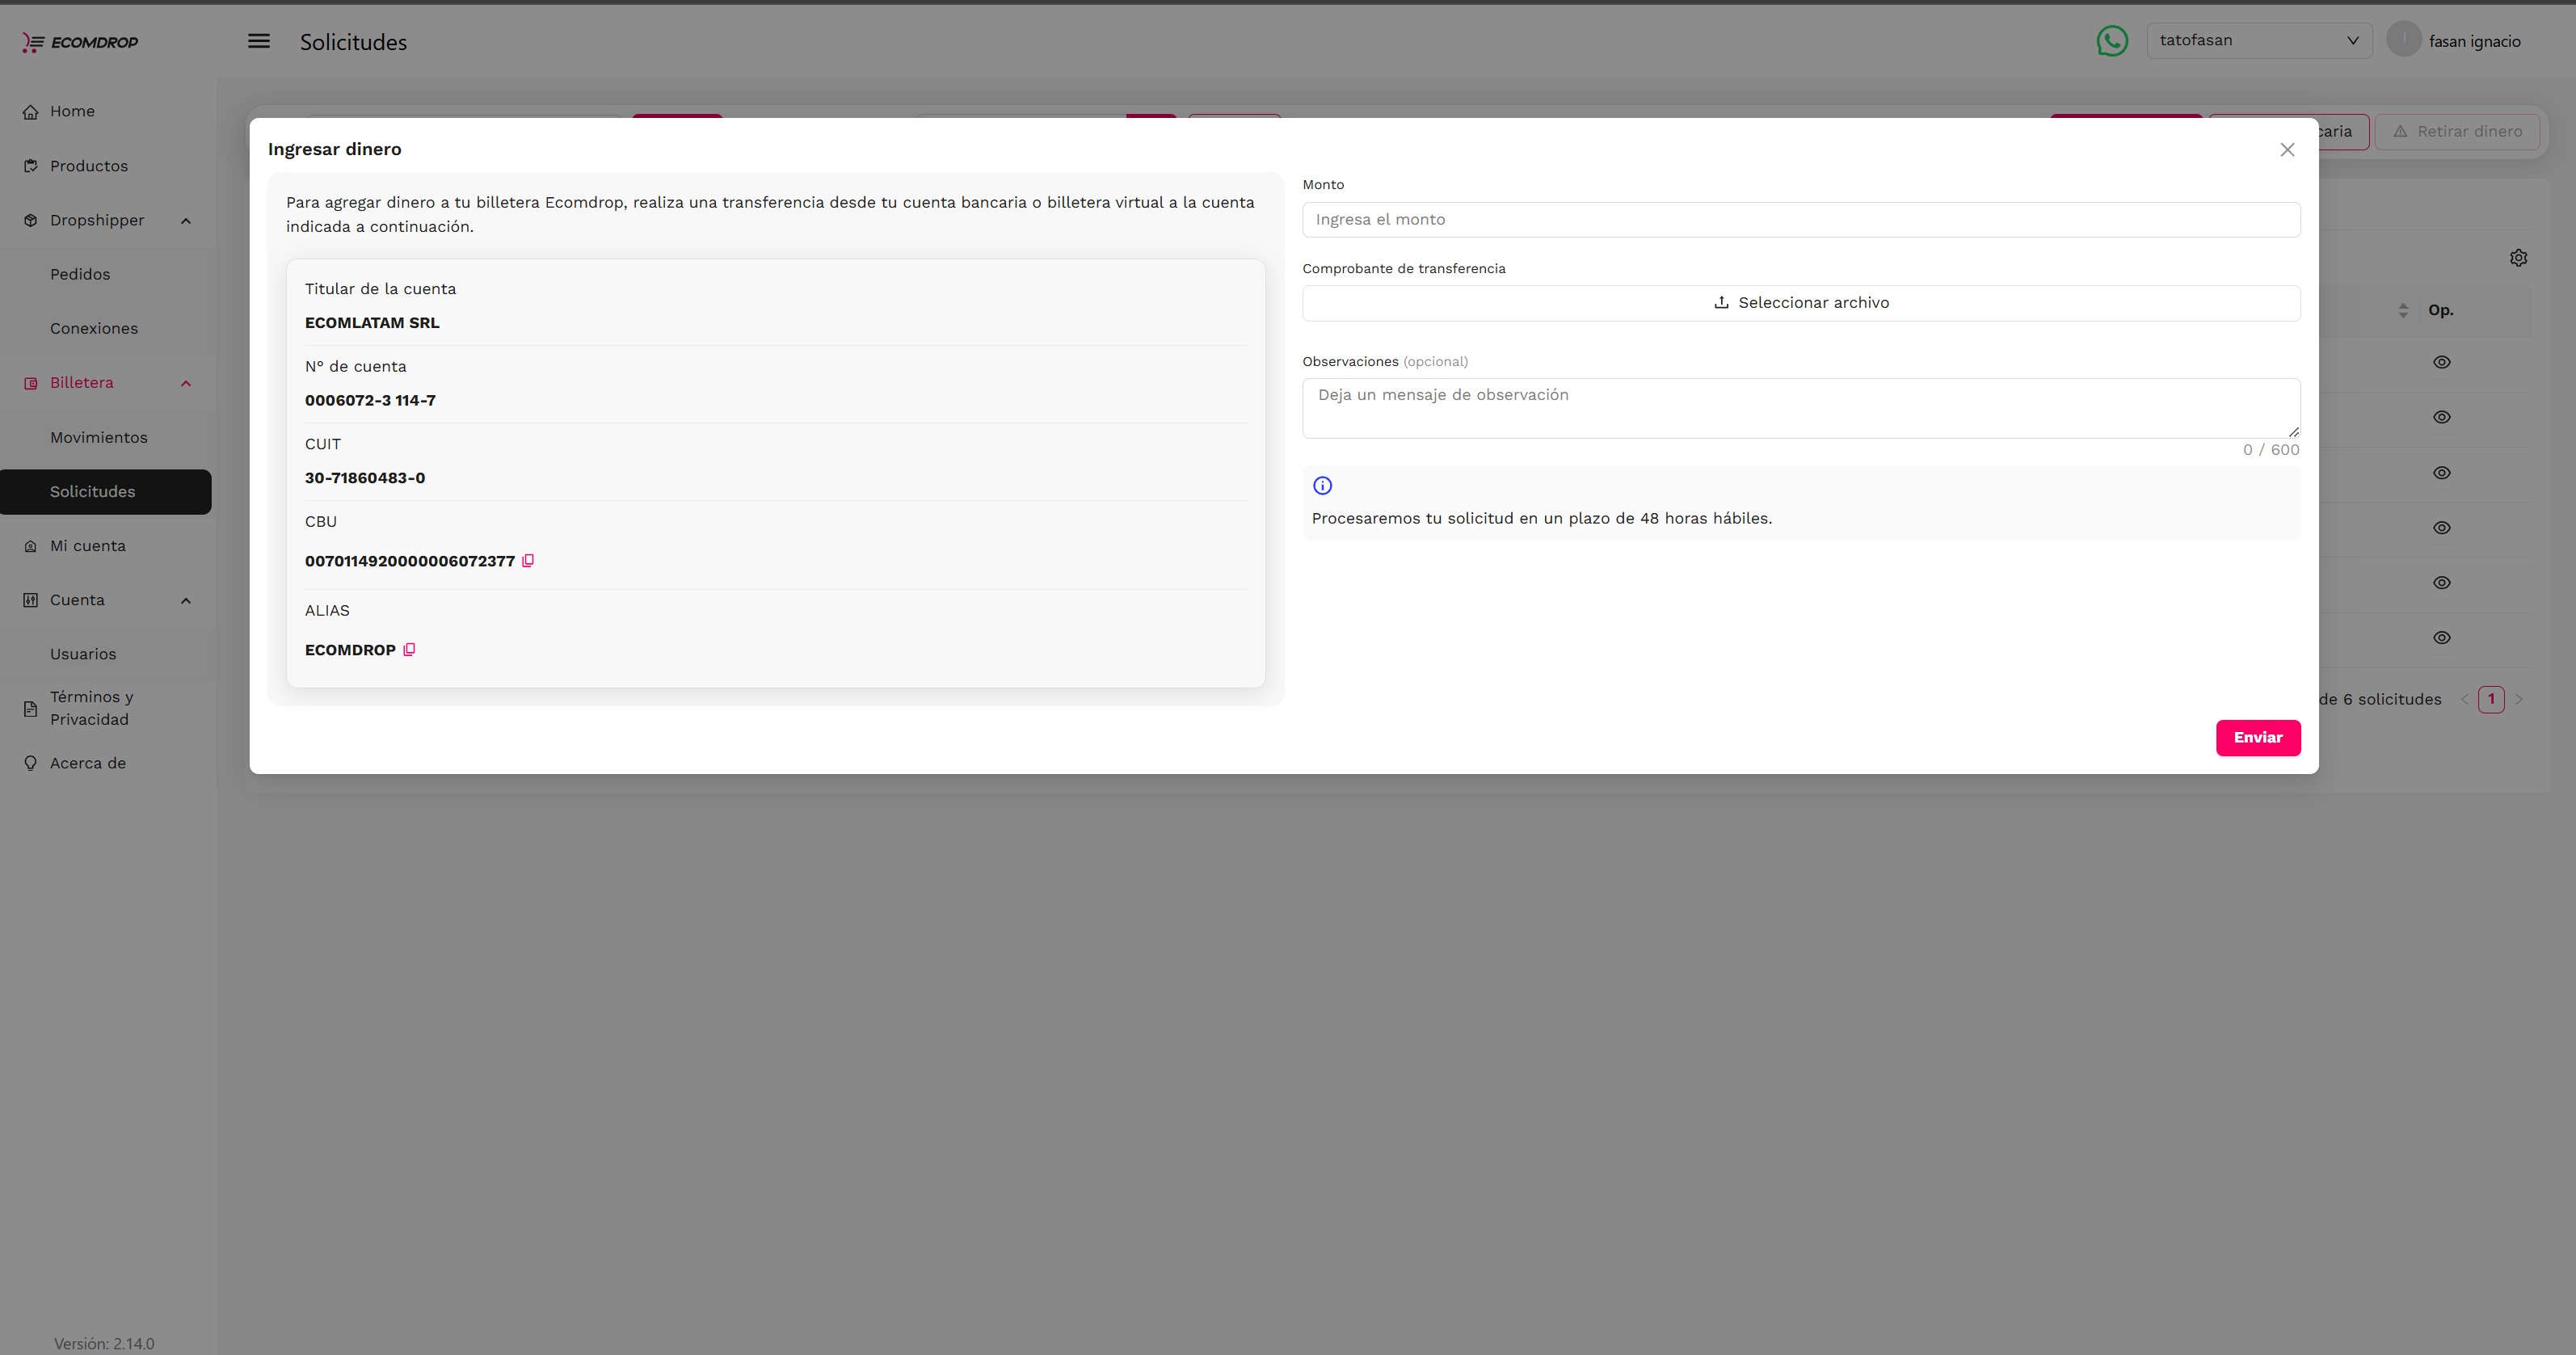 ECOMDROP
Solicitudes
tatofasan
fasan ignacio
Home
Productos
Dropshipper
Pedidos
Conexiones
Billetera
Movimientos
Solicitudes
Mi cuenta
Cuenta
Usuarios
Términos y
Privacidad
Acerca de
Versión: 2.14.0
Retirar dinero
Ingresar dinero
Para agregar dinero a tu billetera Ecomdrop, realiza una transferencia desde tu cuenta bancaria o billetera virtual a la cuenta
indicada a continuación.
Titular de la cuenta
ECOMLATAM SRL
N° de cuenta
0006072-3 114-7
CUIT
30-71860483-0
CBU
0070114920000006072377
ALIAS
ECOMDROP
Monto
Ingresa el monto
Comprobante de transferencia
Seleccionar archivo
Observaciones (opcional)
Deja un mensaje de observación
0 / 600
Procesaremos tu solicitud en un plazo de 48 horas hábiles.
Enviar
Op.
de 6 solicitudes
1